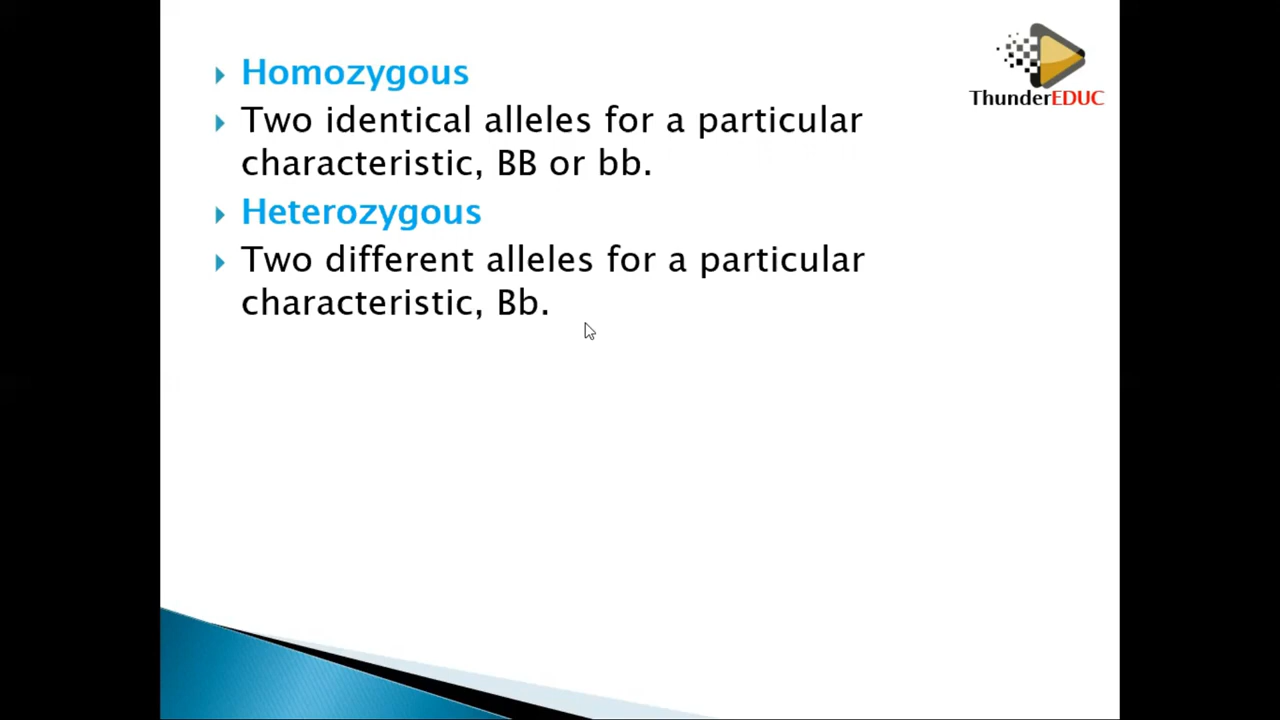 Homozygous
Two identical alleles for a particular
characteristic, BB or bb.
Heterozygous
Two different alleles for a particular
characteristic, Bb.
ThunderEDUC